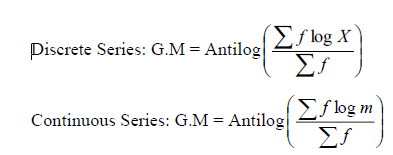 Discrete Series: G.M = Antilog(∑ f log X / ∑ f)
Continuous Series: G.M = Antilog(∑ f log m / ∑ f)